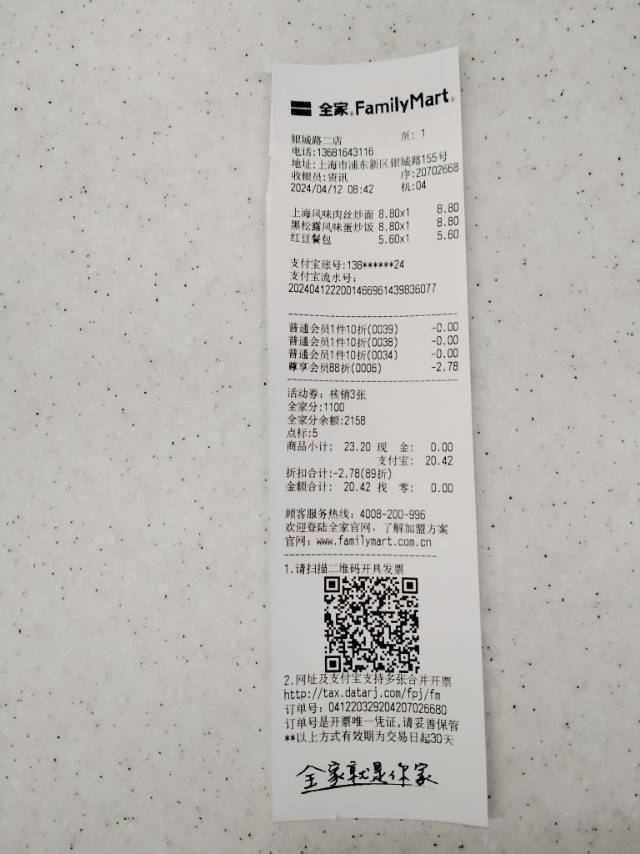 全家 FamilyMart
银城路二店 页: 1
电话:13681643116
地址:上海市浦东新区银城路155号
收银员:资讯 序:20702668
2024/04/12 08:42 机:04
上海风味肉丝炒面 8.80x1 8.80
黑松露风味蛋炒饭 8.80x1 8.80
红豆餐包 5.60x1 5.60
支付宝账号:138******24
支付宝流水号:
2024041222001466961439836077
普通会员1件10折(0039) -0.00
普通会员1件10折(0038) -0.00
普通会员1件10折(0034) -0.00
尊享会员88折(0006) -2.78
活动券: 核销3张
全家分:1100
全家分余额:2158
点标:5
商品小计: 23.20 现 金: 0.00
支付宝: 20.42
折扣合计:-2.78(89折)
金额合计: 20.42 找 零: 0.00
顾客服务热线: 4008-200-996
欢迎登陆全家官网，了解加盟方案
官网: www.familymart.com.cn
1.请扫描二维码开具发票
2.网址及支付宝支持多张合并开票
http://tax.datarj.com/fpj/fm
订单号: 041220329204207026680
订单号是开票唯一凭证,请妥善保管
**以上方式有效期为交易日起30天
全家就是你家